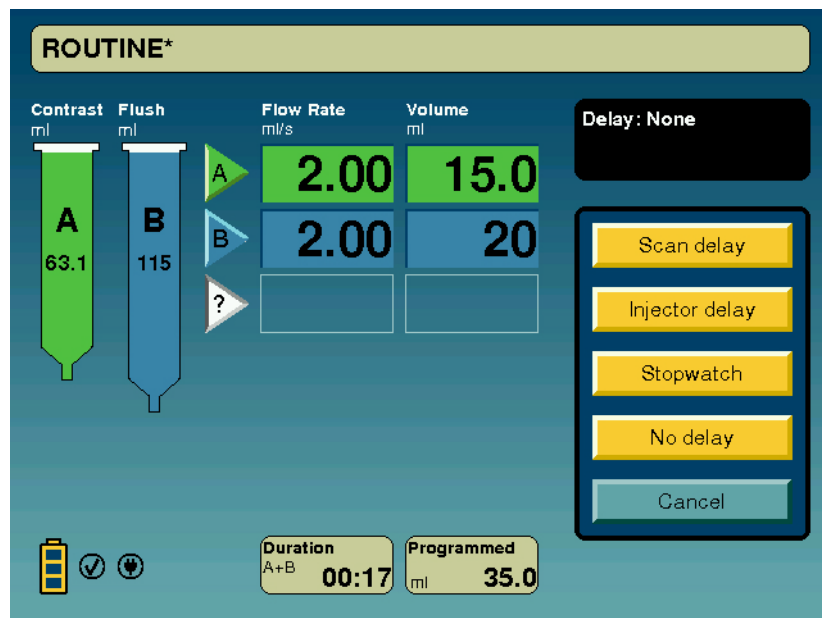 ROUTINE*
Contrast Flush Flow Rate Volume
ml ml ml/s ml
Delay: None
A 2.00 15.0
A B
63.1 115
B 2.00 20
?
Scan delay
Injector delay
Stopwatch
No delay
Cancel
Duration Programmed
A+B 00:17 ml 35.0